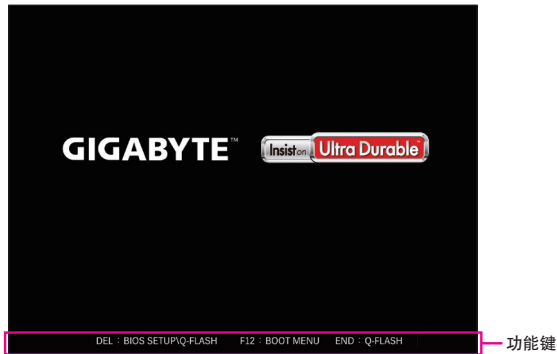 GIGABYTE™ Insist on Ultra Durable™
DEL : BIOS SETUP\Q-FLASH F12 : BOOT MENU END : Q-FLASH
功能键